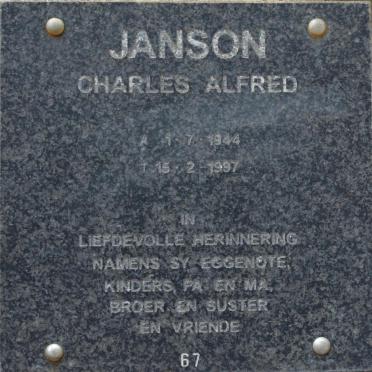 JANSON
CHARLES ALFRED
* 1 · 7 · 1944
† 15 · 2 · 1997
IN
LIEFDEVOLLE HERINNERING
NAMENS SY EGGENOTE,
KINDERS, PA EN MA,
BROER EN SUSTER
EN VRIENDE
67